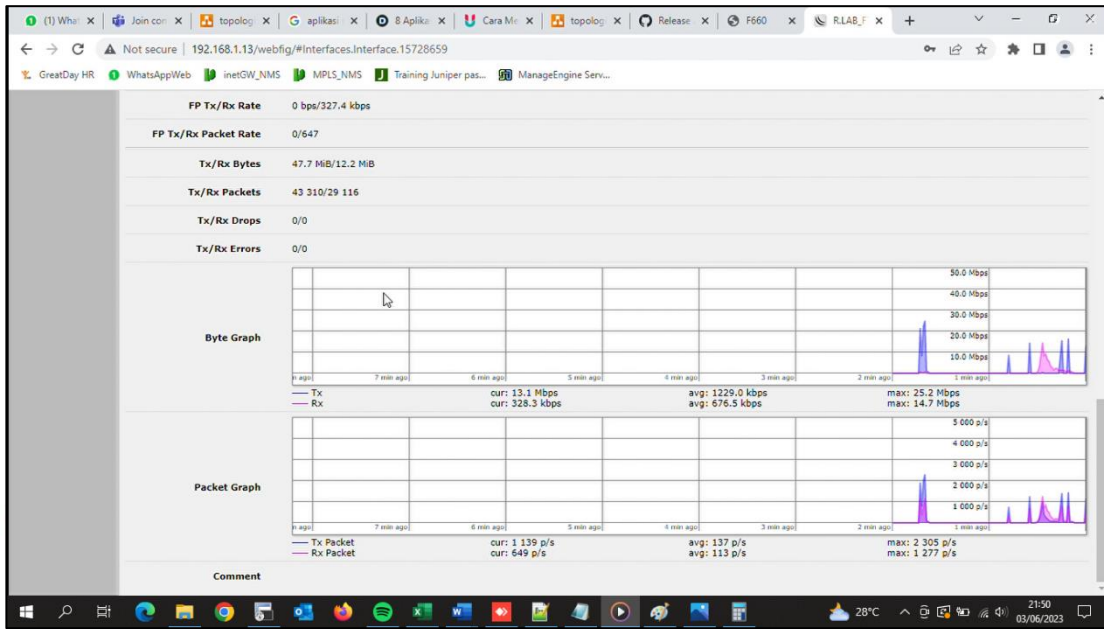 (1) What
Join con
topolog
aplikasi
8 Aplika
Cara Me
topolog
Release
F660
R.LAB_F
Not secure | 192.168.1.13/webfig/#Interfaces.Interface.15728659
GreatDay HR
WhatsAppWeb
inetGW_NMS
MPLS_NMS
Training Juniper pas...
ManageEngine Serv...
FP Tx/Rx Rate 0 bps/327.4 kbps
FP Tx/Rx Packet Rate 0/647
Tx/Rx Bytes 47.7 MiB/12.2 MiB
Tx/Rx Packets 43 310/29 116
Tx/Rx Drops 0/0
Tx/Rx Errors 0/0
Byte Graph
50.0 Mbps
40.0 Mbps
30.0 Mbps
20.0 Mbps
10.0 Mbps
n ago 7 min ago 6 min ago 5 min ago 4 min ago 3 min ago 2 min ago 1 min ago
Tx cur: 13.1 Mbps avg: 1229.0 kbps max: 25.2 Mbps
Rx cur: 328.3 kbps avg: 676.5 kbps max: 14.7 Mbps
Packet Graph
5 000 p/s
4 000 p/s
3 000 p/s
2 000 p/s
1 000 p/s
n ago 7 min ago 6 min ago 5 min ago 4 min ago 3 min ago 2 min ago 1 min ago
Tx Packet cur: 1 139 p/s avg: 137 p/s max: 2 305 p/s
Rx Packet cur: 649 p/s avg: 113 p/s max: 1 277 p/s
Comment
28°C
21:50
03/06/2023